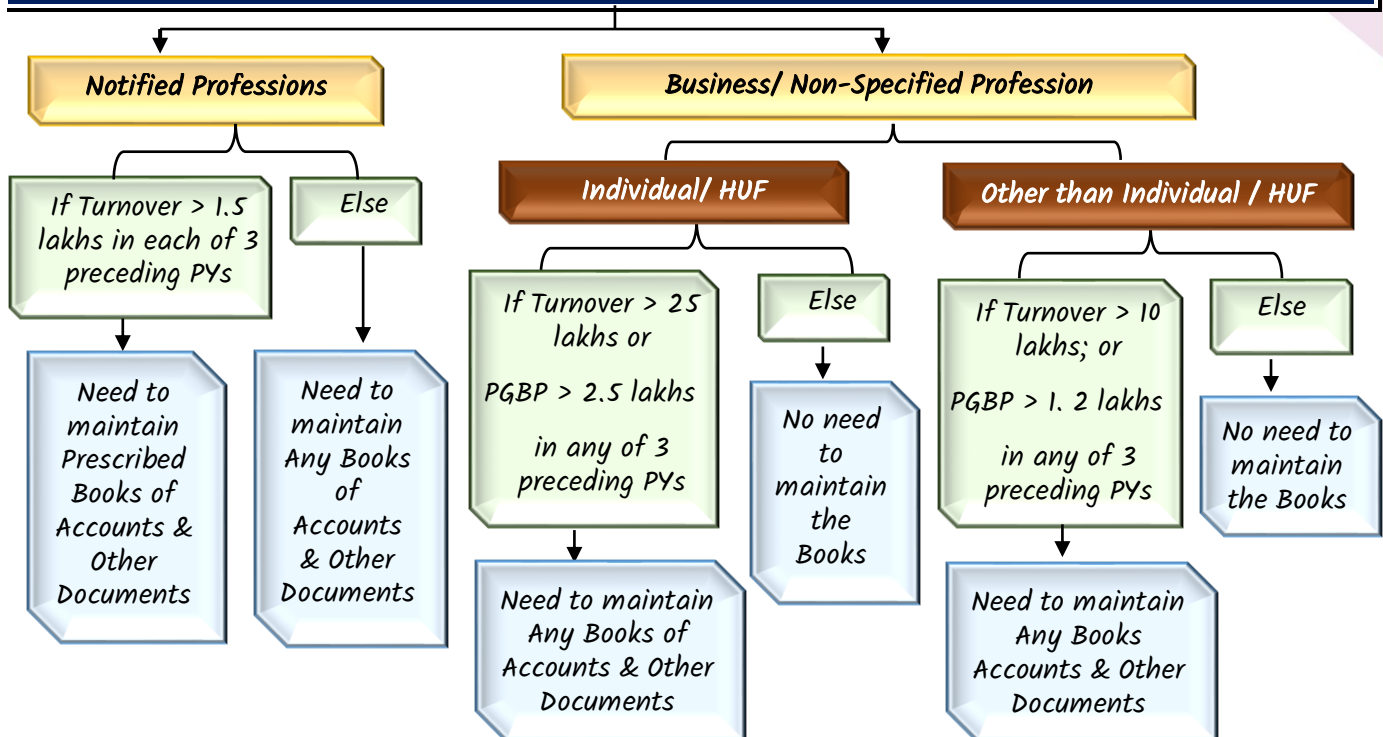 Notified Professions
Business/ Non-Specified Profession
If Turnover > 1.5
lakhs in each of 3
preceding PYs
Else
Need to
maintain
Prescribed
Books of
Accounts &
Other
Documents
Need to
maintain
Any Books
of
Accounts
& Other
Documents
Individual/ HUF
If Turnover > 25
lakhs or
PGBP > 2.5 lakhs
in any of 3
preceding PYs
Else
Need to maintain
Any Books of
Accounts & Other
Documents
No need
to
maintain
the
Books
Other than Individual / HUF
If Turnover > 10
lakhs; or
PGBP > 1. 2 lakhs
in any of 3
preceding PYs
Else
Need to maintain
Any Books
Accounts & Other
Documents
No need to
maintain
the Books